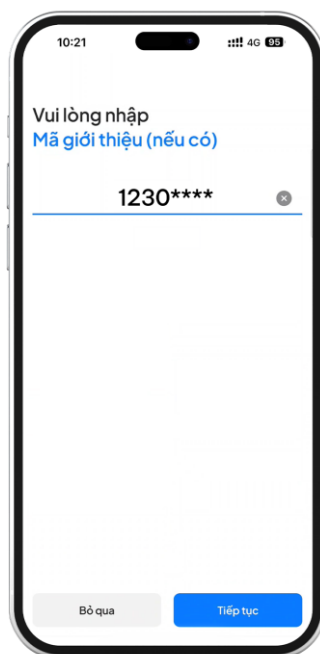 10:21 4G 95
Vui lòng nhập
Mã giới thiệu (nếu có)
1230****
Bỏ qua Tiếp tục